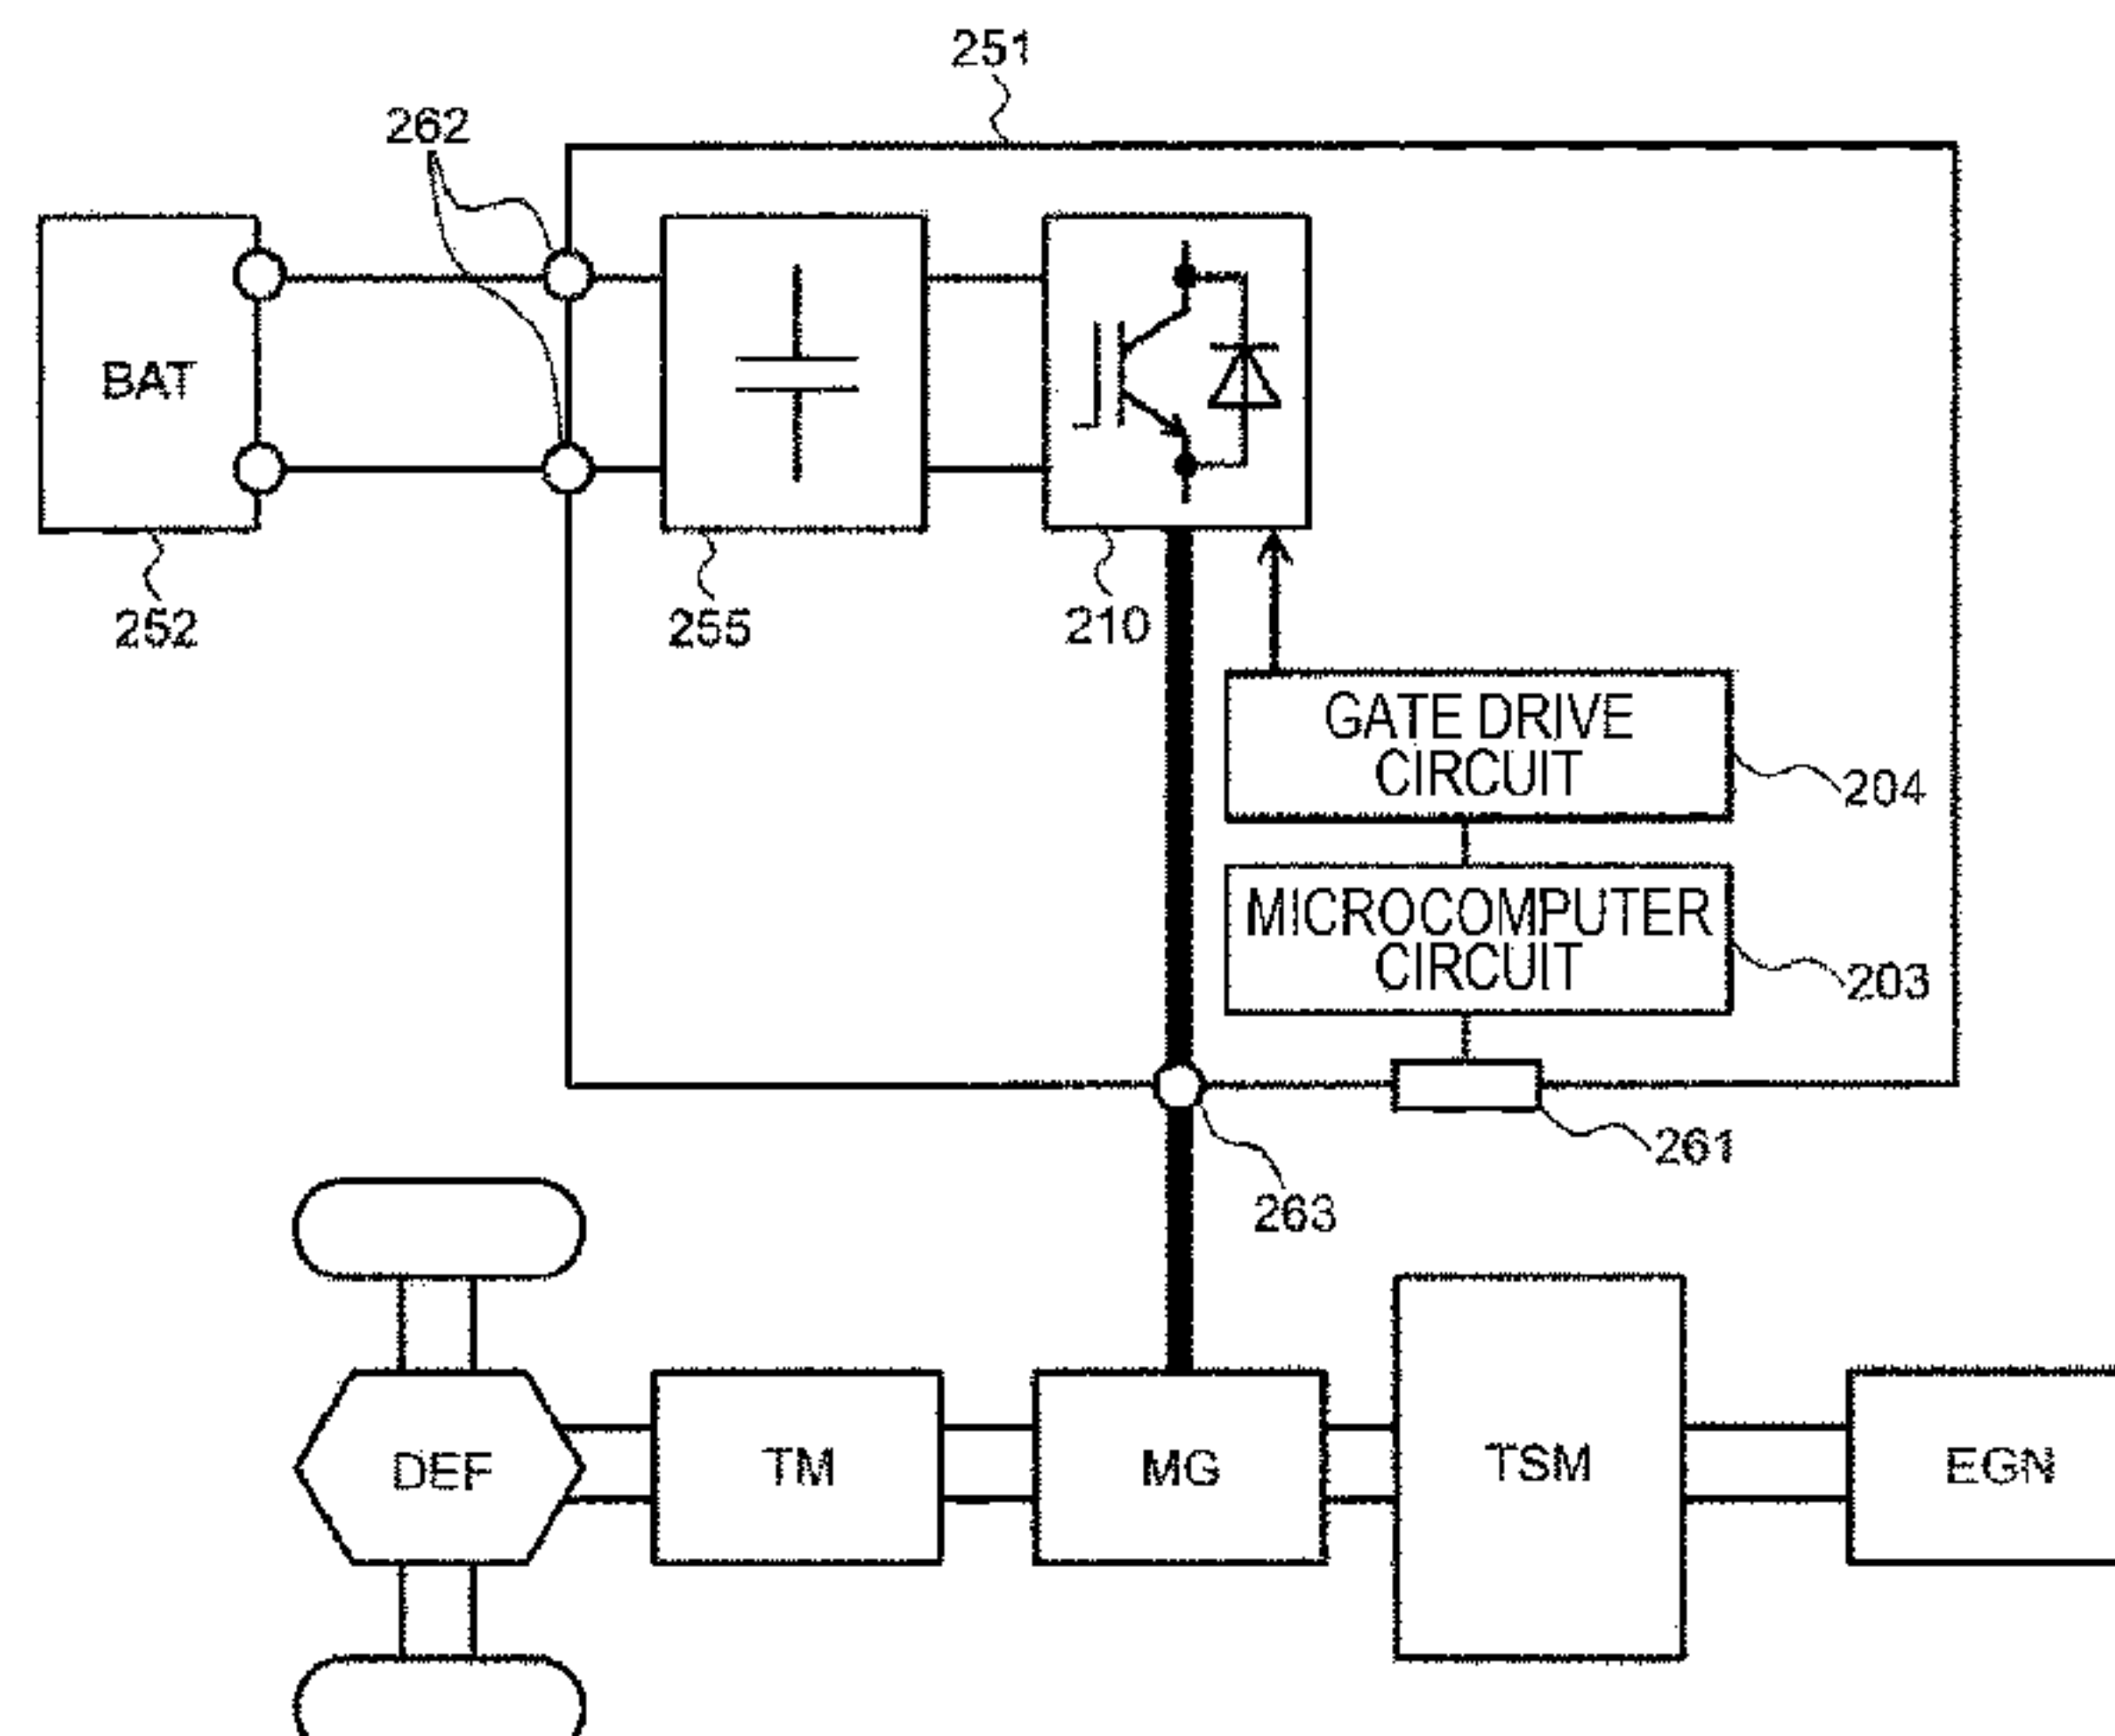 251
262
BAT
252
255
210
GATE DRIVE
CIRCUIT
204
MICROCOMPUTER
CIRCUIT
203
261
263
DEF
TM
MG
TSM
EGN